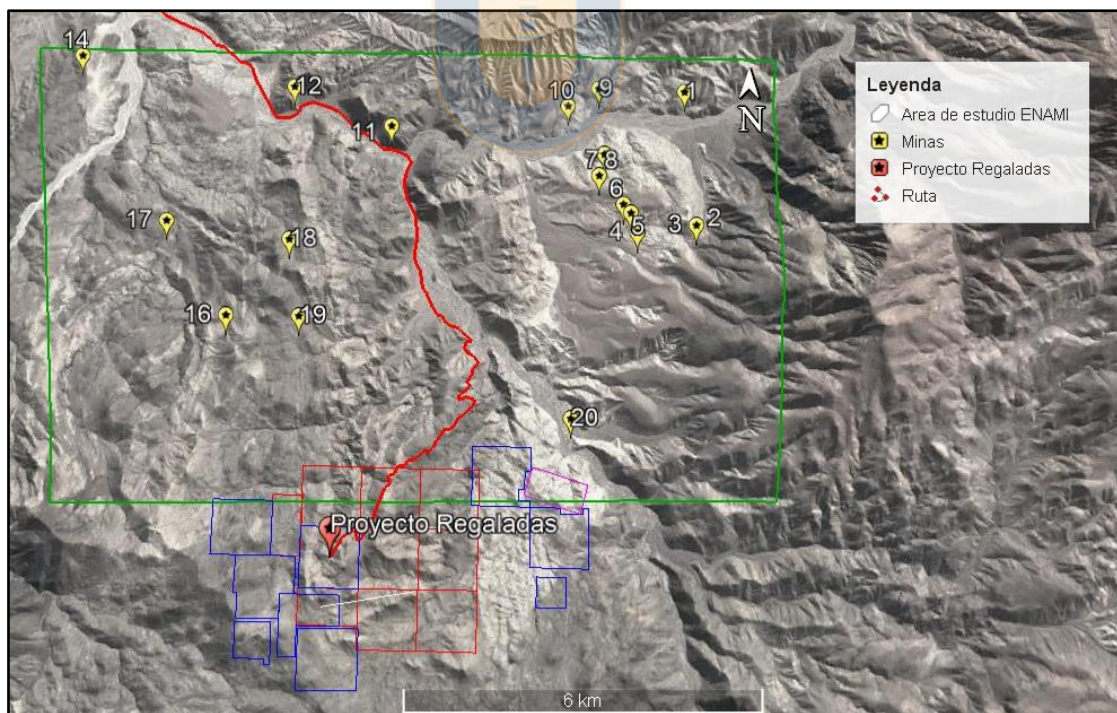 14
12
10
9
1
11
7
8
6
4
5
3
2
17
18
16
19
20
N
Leyenda
Area de estudio ENAMI
Minas
Proyecto Regaladas
Ruta
Proyecto Regaladas
6 km